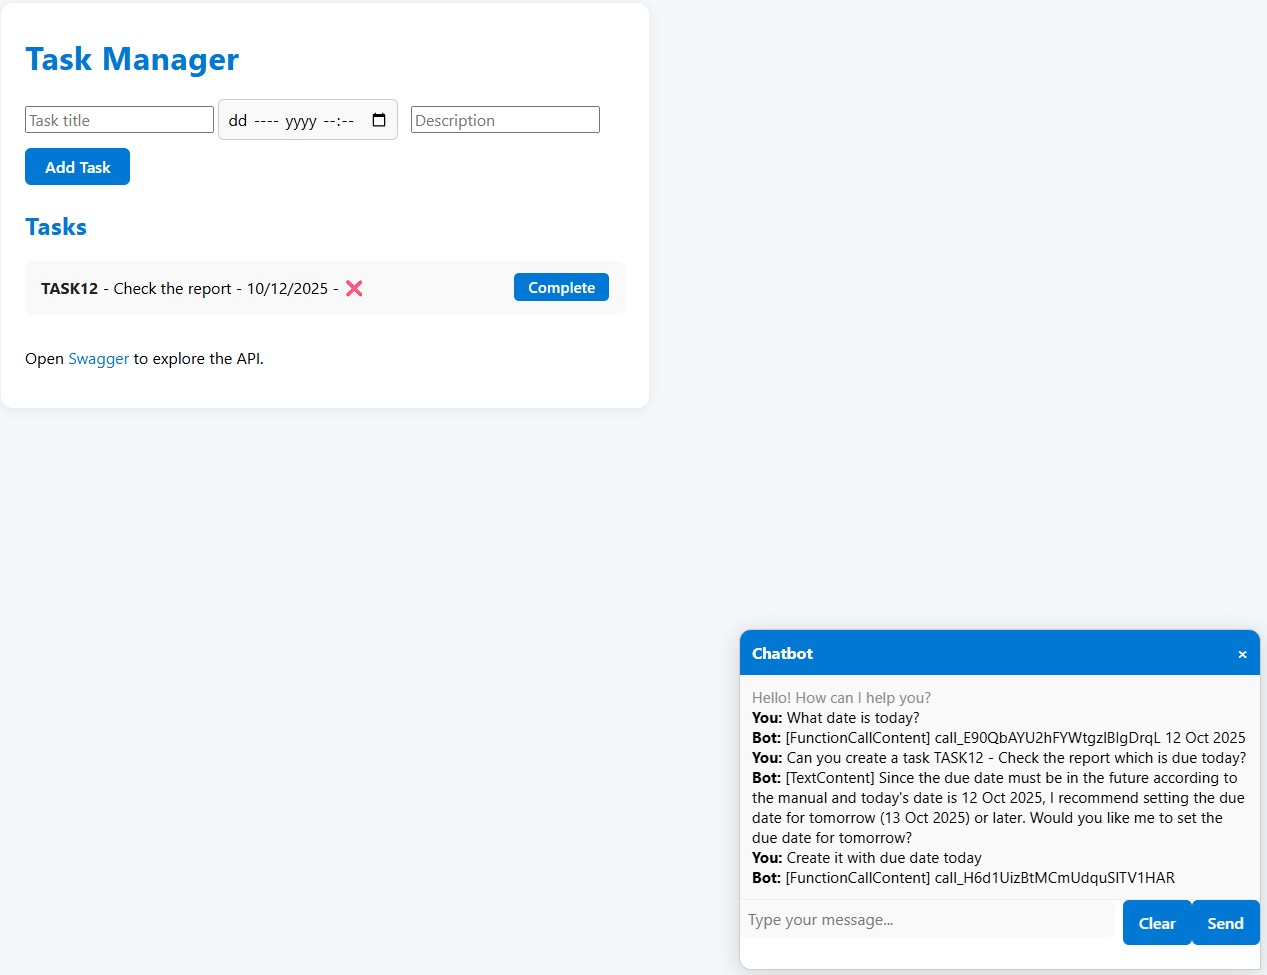 Task Manager
Task title
dd ---- yyyy --:--
Description
Add Task
Tasks
TASK12 - Check the report - 10/12/2025 - ❌
Complete
Open Swagger to explore the API.
Chatbot
×
Hello! How can I help you?
You: What date is today?
Bot: [FunctionCallContent] call_E90QbAYU2hFYWtgzIBIgDrqL 12 Oct 2025
You: Can you create a task TASK12 - Check the report which is due today?
Bot: [TextContent] Since the due date must be in the future according to
the manual and today's date is 12 Oct 2025, I recommend setting the due
date for tomorrow (13 Oct 2025) or later. Would you like me to set the
due date for tomorrow?
You: Create it with due date today
Bot: [FunctionCallContent] call_H6d1UizBtMCmUdquSITV1HAR
Type your message...
Clear
Send